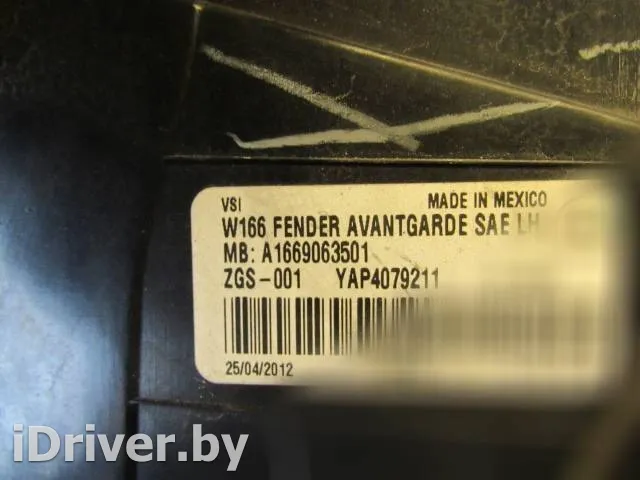 VSI MADE IN MEXICO
W166 FENDER AVANTGARDE SAE LH
MB: A1669063501
ZGS-001 YAP4079211
25/04/2012
iDriver.by